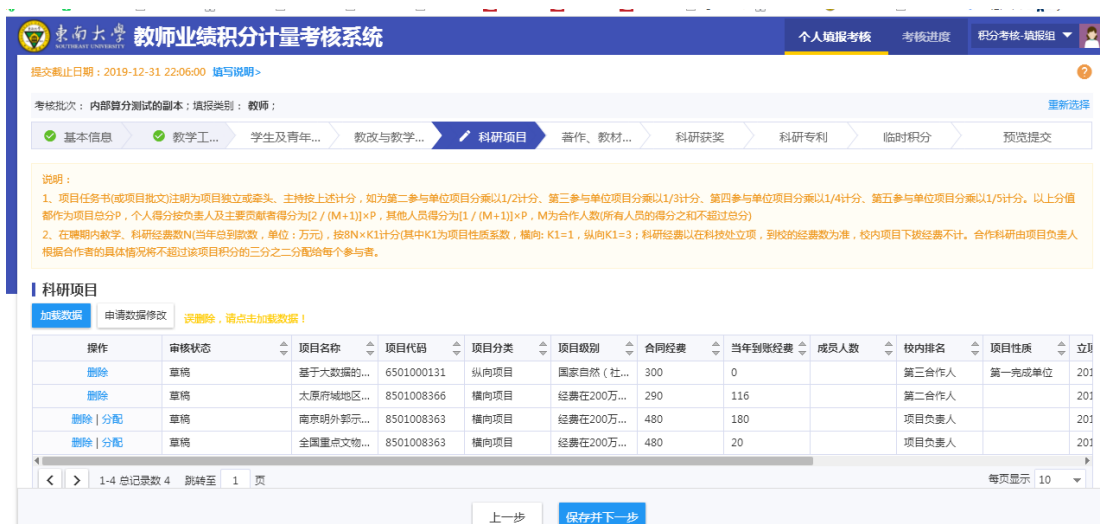 東南大學 教师业绩积分计量考核系统 个人填报考核 考核进度 积分考核-填报组
SOUTHEAST UNIVERSITY
提交截止日期：2019-12-31 22:06:00 填写说明>
考核批次： 内部算分测试的副本；填报类别： 教师； 重新选择
基本信息 教学工... 学生及青年... 教改与教学... 科研项目 著作、教材... 科研获奖 科研专利 临时积分 预览提交
说明：
1、项目任务书(或项目批文)注明为项目独立或牵头、主持按上述计分，如为第二参与单位项目分乘以1/2计分、第三参与单位项目分乘以1/3计分、第四参与单位项目分乘以1/4计分、第五参与单位项目分乘以1/5计分。以上分值
都作为项目总分P，个人得分按负责人及主要贡献者得分为[2 / (M+1)]×P，其他人员得分为[1 / (M+1)]×P，M为合作人数(所有人员的得分之和不超过总分)
2、在聘期内教学、科研经费数N(当年总到款数，单位：万元)，按8N×K1计分(其中K1为项目性质系数，横向: K1=1，纵向K1=3；科研经费以在科技处立项，到校的经费数为准，校内项目下拨经费不计。合作科研由项目负责人
根据合作者的具体情况将不超过该项目积分的三分之二分配给每个参与者。
科研项目
加载数据 申请数据修改 误删除，请点击加载数据！
操作 审核状态 项目名称 项目代码 项目分类 项目级别 合同经费 当年到账经费 成员人数 校内排名 项目性质 立项
删除 草稿 基于大数据的... 6501000131 纵向项目 国家自然（社... 300 0 第三合作人 第一完成单位 201
删除 草稿 太原府城地区... 8501008366 横向项目 经费在200万... 290 116 第二合作人 201
删除 | 分配 草稿 南京明外郭示... 8501008363 横向项目 经费在200万... 480 180 项目负责人 201
删除 | 分配 草稿 全国重点文物... 8501008363 横向项目 经费在200万... 480 20 项目负责人 201
1-4 总记录数 4 跳转至 1 页 每页显示 10
上一步 保存并下一步